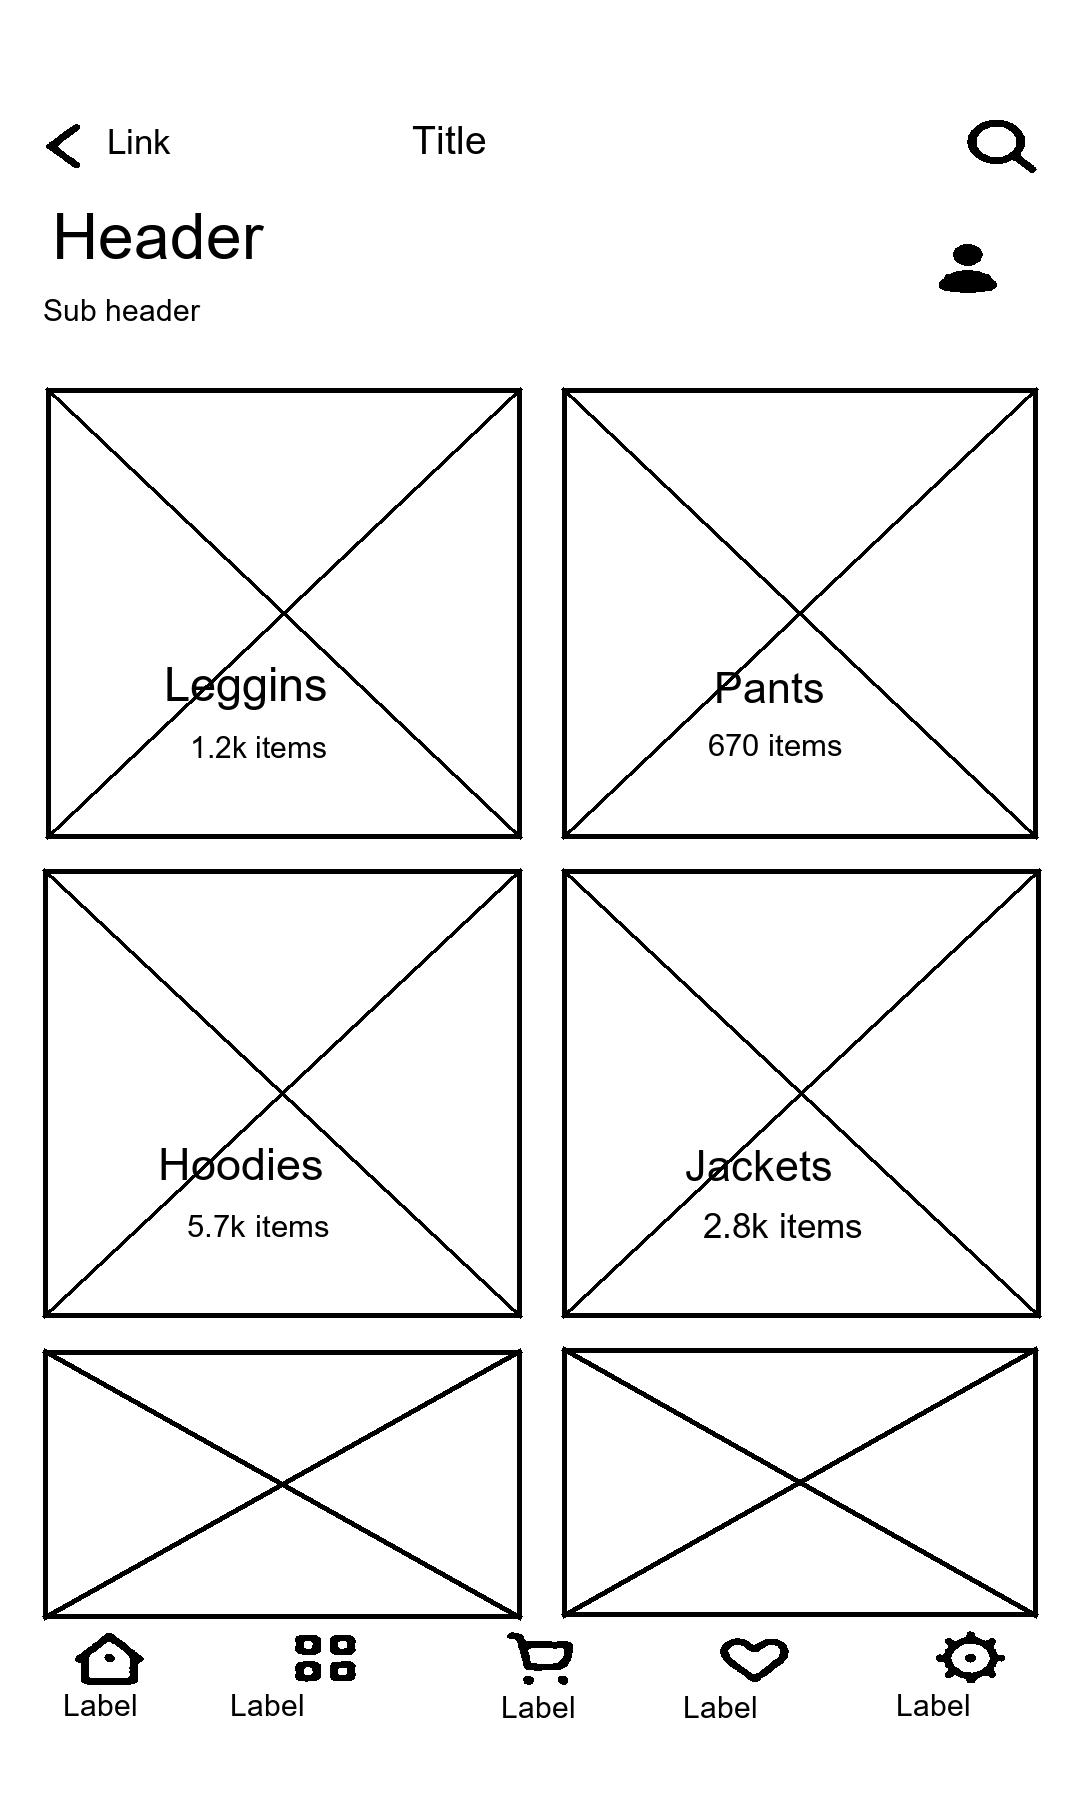 Link
Title
Header
Sub header
Leggins
1.2k items
Pants
670 items
Hoodies
5.7k items
Jackets
2.8k items
Label
Label
Label
Label
Label